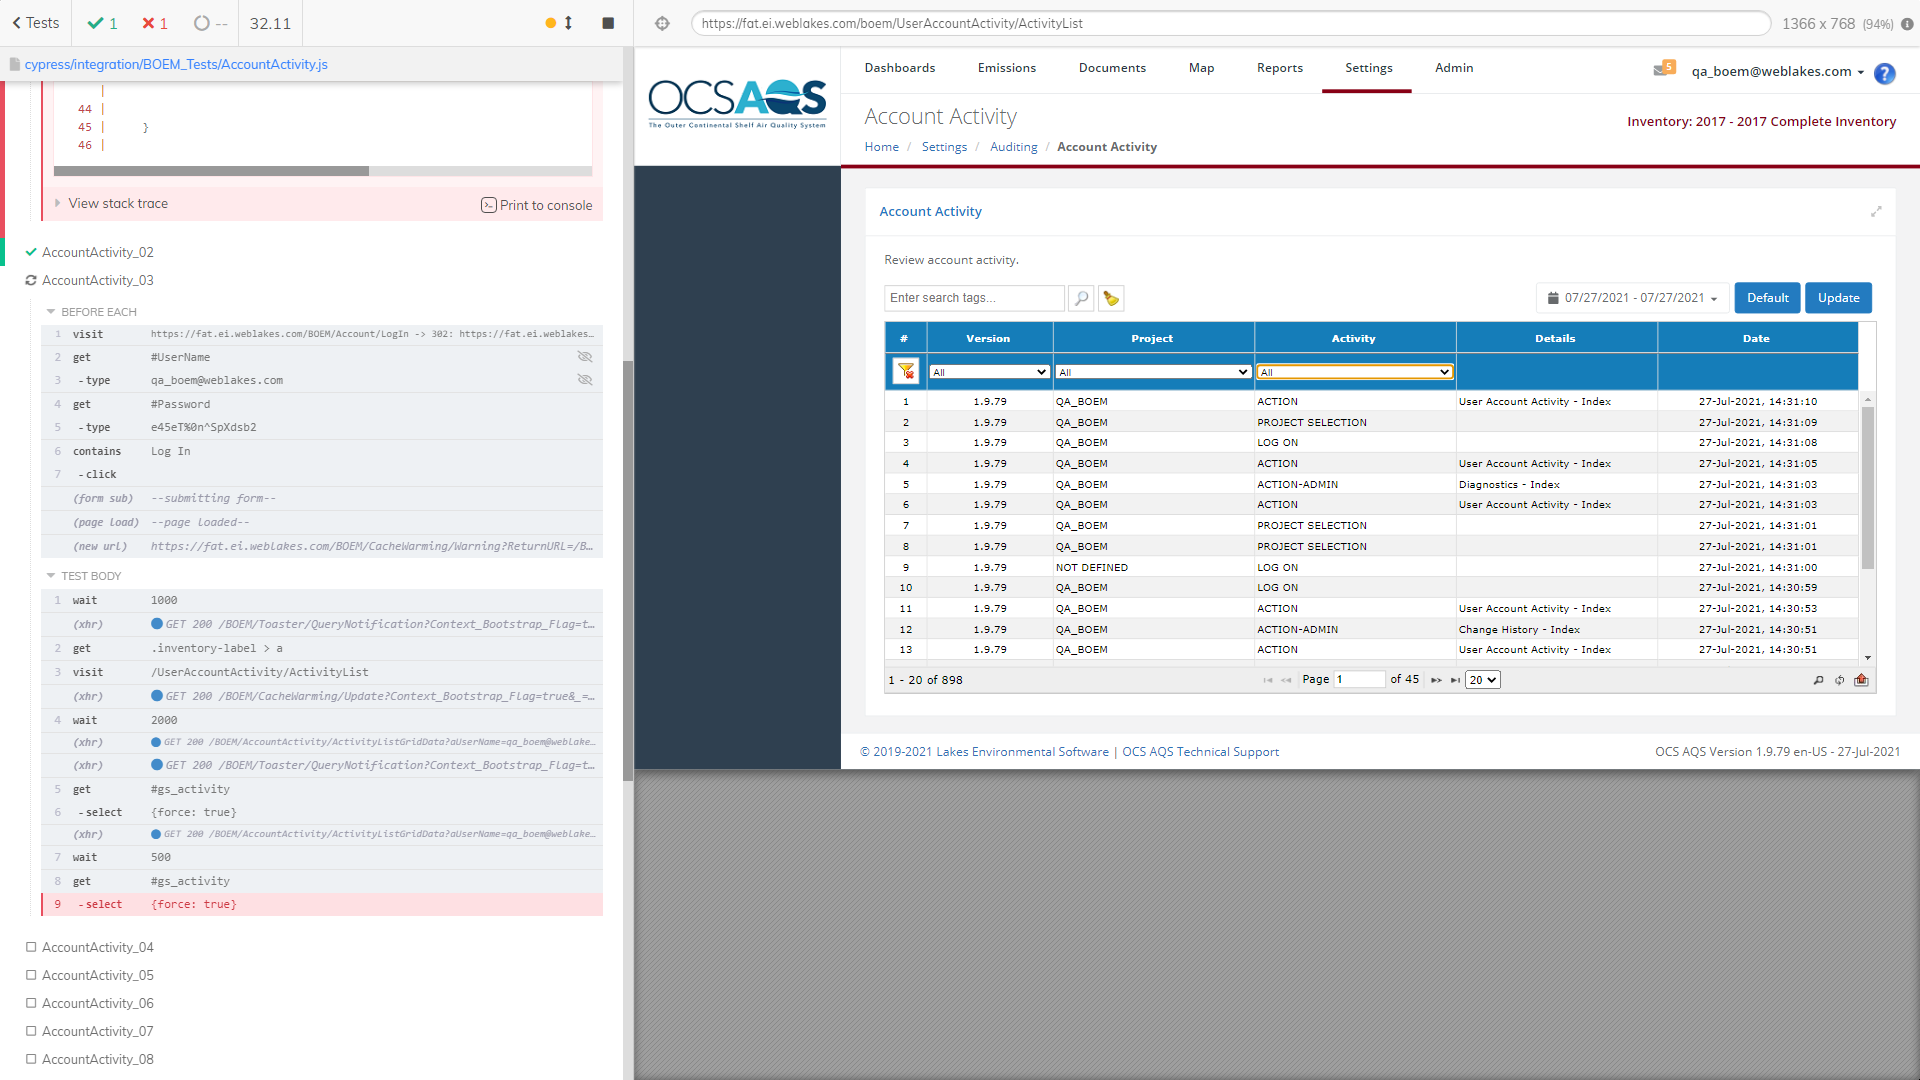 Tests
1
1
--
32.11
https://fat.ei.weblakes.com/boem/UserAccountActivity/ActivityList
1366 x 768 (94%)
cypress/integration/BOEM_Tests/AccountActivity.js
44 |
45 | }
46 |
View stack trace
Print to console
AccountActivity_02
AccountActivity_03
BEFORE EACH
1 visit https://fat.ei.weblakes.com/BOEM/Account/LogIn -> 302: https://fat.ei.weblakes...
2 get #UserName
3 -type qa_boem@weblakes.com
4 get #Password
5 -type e45eT%0n^SpXdsb2
6 contains Log In
7 -click
(form sub) --submitting form--
(page load) --page loaded--
(new url) https://fat.ei.weblakes.com/BOEM/CacheWarming/Warning?ReturnURL=/B...
TEST BODY
1 wait 1000
(xhr) GET 200 /BOEM/Toaster/QueryNotification?Context_Bootstrap_Flag=t...
2 get .inventory-label > a
3 visit /UserAccountActivity/ActivityList
(xhr) GET 200 /BOEM/CacheWarming/Update?Context_Bootstrap_Flag=true&_=...
4 wait 2000
(xhr) GET 200 /BOEM/AccountActivity/ActivityListGridData?aUserName=qa_boem@weblake...
(xhr) GET 200 /BOEM/Toaster/QueryNotification?Context_Bootstrap_Flag=t...
5 get #gs_activity
6 -select {force: true}
(xhr) GET 200 /BOEM/AccountActivity/ActivityListGridData?aUserName=qa_boem@weblake...
7 wait 500
8 get #gs_activity
9 -select {force: true}
AccountActivity_04
AccountActivity_05
AccountActivity_06
AccountActivity_07
AccountActivity_08
OCSAQS
The Outer Continental Shelf Air Quality System
Dashboards Emissions Documents Map Reports Settings Admin
5
qa_boem@weblakes.com
?
Account Activity
Inventory: 2017 - 2017 Complete Inventory
Home / Settings / Auditing / Account Activity
Account Activity
Review account activity.
Enter search tags...
07/27/2021 - 07/27/2021
Default
Update
# Version Project Activity Details Date
All All All
1 1.9.79 QA_BOEM ACTION User Account Activity - Index 27-Jul-2021, 14:31:10
2 1.9.79 QA_BOEM PROJECT SELECTION 27-Jul-2021, 14:31:09
3 1.9.79 QA_BOEM LOG ON 27-Jul-2021, 14:31:08
4 1.9.79 QA_BOEM ACTION User Account Activity - Index 27-Jul-2021, 14:31:05
5 1.9.79 QA_BOEM ACTION-ADMIN Diagnostics - Index 27-Jul-2021, 14:31:03
6 1.9.79 QA_BOEM ACTION User Account Activity - Index 27-Jul-2021, 14:31:03
7 1.9.79 QA_BOEM PROJECT SELECTION 27-Jul-2021, 14:31:01
8 1.9.79 QA_BOEM PROJECT SELECTION 27-Jul-2021, 14:31:01
9 1.9.79 NOT DEFINED LOG ON 27-Jul-2021, 14:31:00
10 1.9.79 QA_BOEM LOG ON 27-Jul-2021, 14:30:59
11 1.9.79 QA_BOEM ACTION User Account Activity - Index 27-Jul-2021, 14:30:53
12 1.9.79 QA_BOEM ACTION-ADMIN Change History - Index 27-Jul-2021, 14:30:51
13 1.9.79 QA_BOEM ACTION User Account Activity - Index 27-Jul-2021, 14:30:51
1 - 20 of 898
Page 1 of 45
20
© 2019-2021 Lakes Environmental Software | OCS AQS Technical Support
OCS AQS Version 1.9.79 en-US - 27-Jul-2021